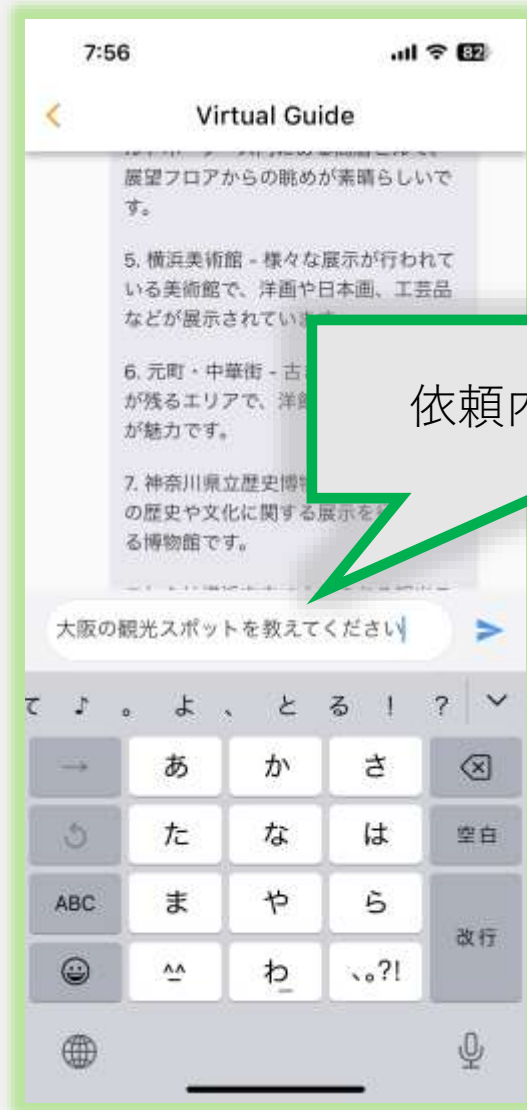 7:56
82
Virtual Guide
展望フロアからの眺めが素晴らしいで
す。
5. 横浜美術館 - 様々な展示が行われて
いる美術館で、洋画や日本画、工芸品
などが展示されてい
6. 元町・中華街 - 古
が残るエリアで、洋
が魅力です。
7. 神奈川県立歴史博
の歴史や文化に関する展示を
る博物館です。
依頼内
大阪の観光スポットを教えてください
て ♪ 。 よ 、 と る ! ?
→ あ か さ
た な は 空白
ABC ま や ら 改行
^^ わ 、。?!